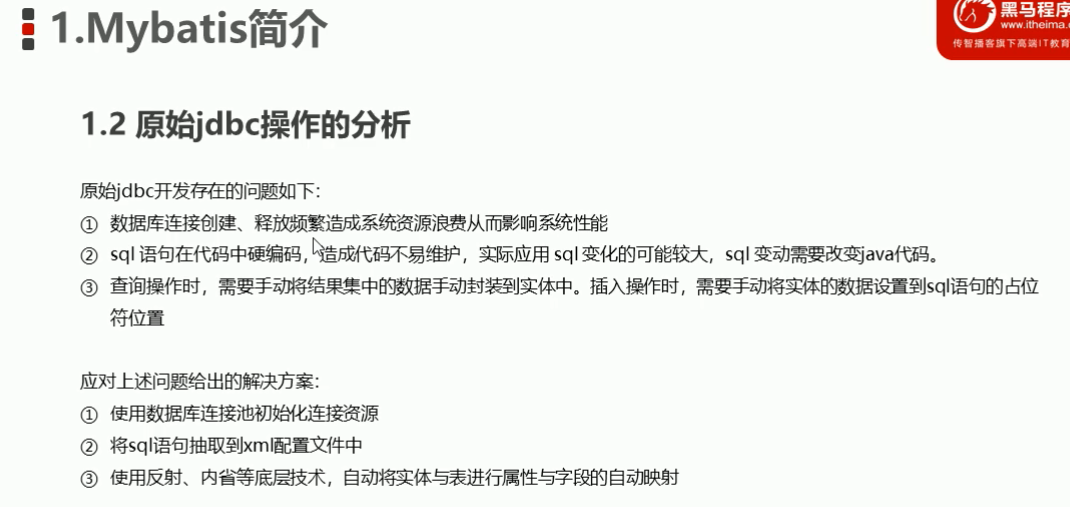 1.Mybatis简介
黑马程序
www.itheima.
传智播客旗下高端IT教育
1.2 原始jdbc操作的分析
原始jdbc开发存在的问题如下：
① 数据库连接创建、释放频繁造成系统资源浪费从而影响系统性能
② sql 语句在代码中硬编码，造成代码不易维护，实际应用 sql 变化的可能较大，sql 变动需要改变java代码。
③ 查询操作时，需要手动将结果集中的数据手动封装到实体中。插入操作时，需要手动将实体的数据设置到sql语句的占位
符位置
应对上述问题给出的解决方案：
① 使用数据库连接池初始化连接资源
② 将sql语句抽取到xml配置文件中
③ 使用反射、内省等底层技术，自动将实体与表进行属性与字段的自动映射